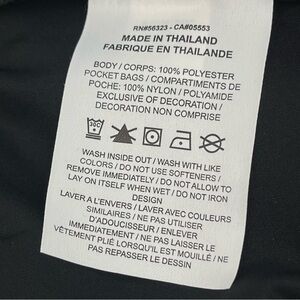 RN#56323 - CA#05553
MADE IN THAILAND
FABRIQUE EN THAILANDE
BODY / CORPS: 100% POLYESTER
POCKET BAGS / COMPARTIMENTS DE
POCHE: 100% NYLON / POLYAMIDE
EXCLUSIVE OF DECORATION /
DECORATION NON COMPRISE
30C
WASH INSIDE OUT / WASH WITH LIKE
COLORS / DO NOT USE SOFTENERS /
REMOVE IMMEDIATELY / DO NOT ALLOW TO
LAY ON ITSELF WHEN WET / DO NOT IRON
DESIGN
LAVER A L'ENVERS / LAVER AVEC COULEURS
SIMILAIRES / NE PAS UTILISER
D'ADOUCISSEUR / ENLEVER
IMMÉDIATEMENT / NE PAS LAISSER LE
VÊTEMENT PLIÉ LORSQU'IL EST MOUILLÉ / NE
PAS REPASSER LE DESSIN